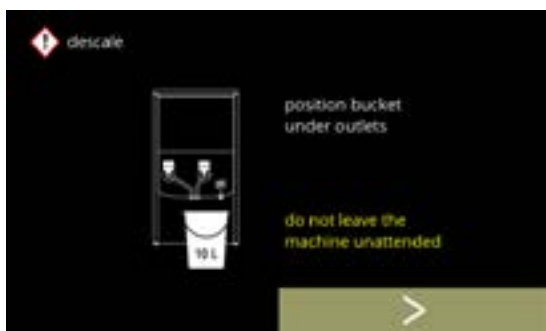 descale
position bucket
under outlets
10 L
do not leave the
machine unattended